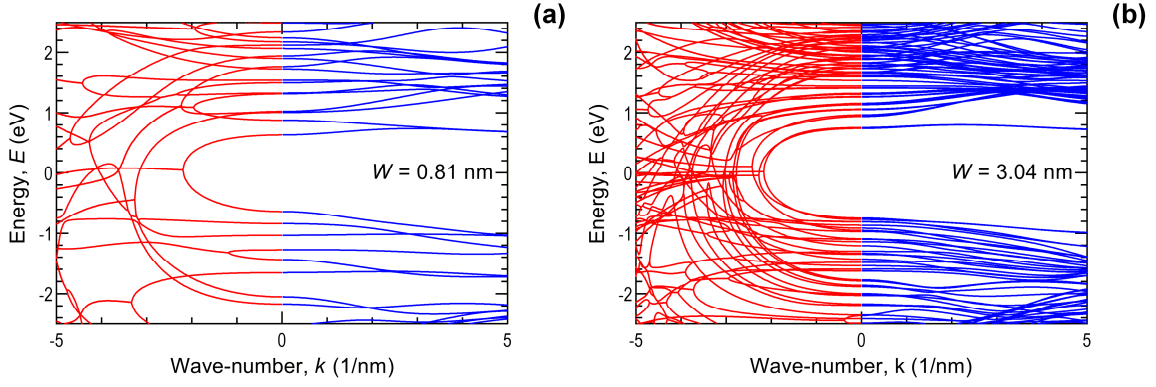 (a)
2
1
0
-1
-2
Energy, E (eV)
W = 0.81 nm
-5
0
5
Wave-number, k (1/nm)
(b)
2
1
0
-1
-2
Energy, E (eV)
W = 3.04 nm
-5
0
5
Wave-number, k (1/nm)